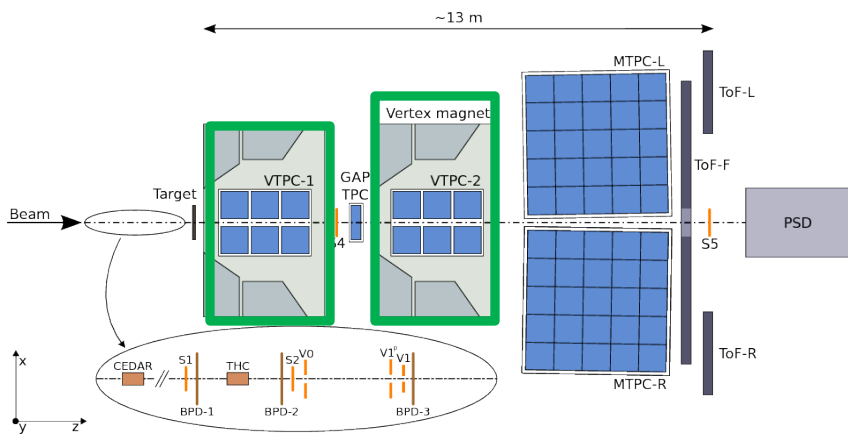 ~13 m
MTPC-L
ToF-L
Vertex magnet
ToF-F
VTPC-1
GAP
TPC
VTPC-2
Target
Beam
S4
S5
PSD
ToF-R
MTPC-R
x
y
z
CEDAR
S1
THC
S2
V0
V1ᵖ
V1
BPD-1
BPD-2
BPD-3